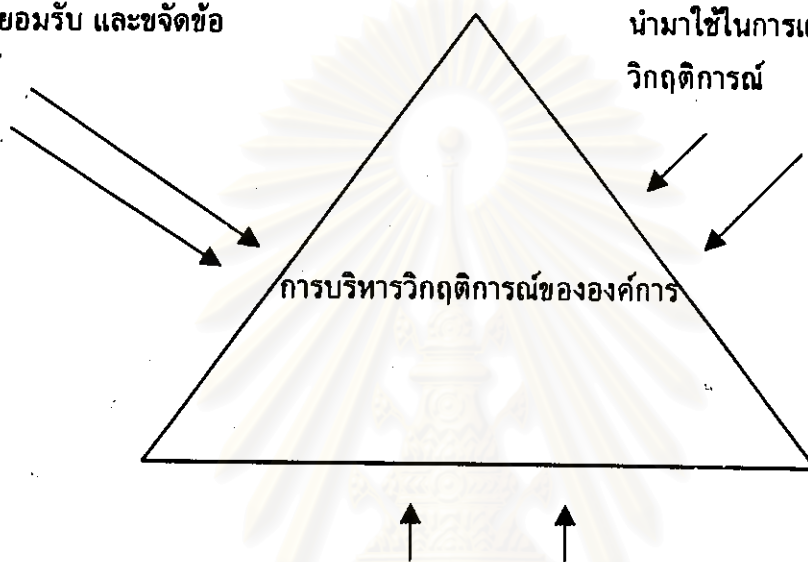 ยอมรับ และขจัดข้อ
นำมาใช้ในการ
วิกฤติการณ์
การบริหารวิกฤติการณ์ขององค์การ